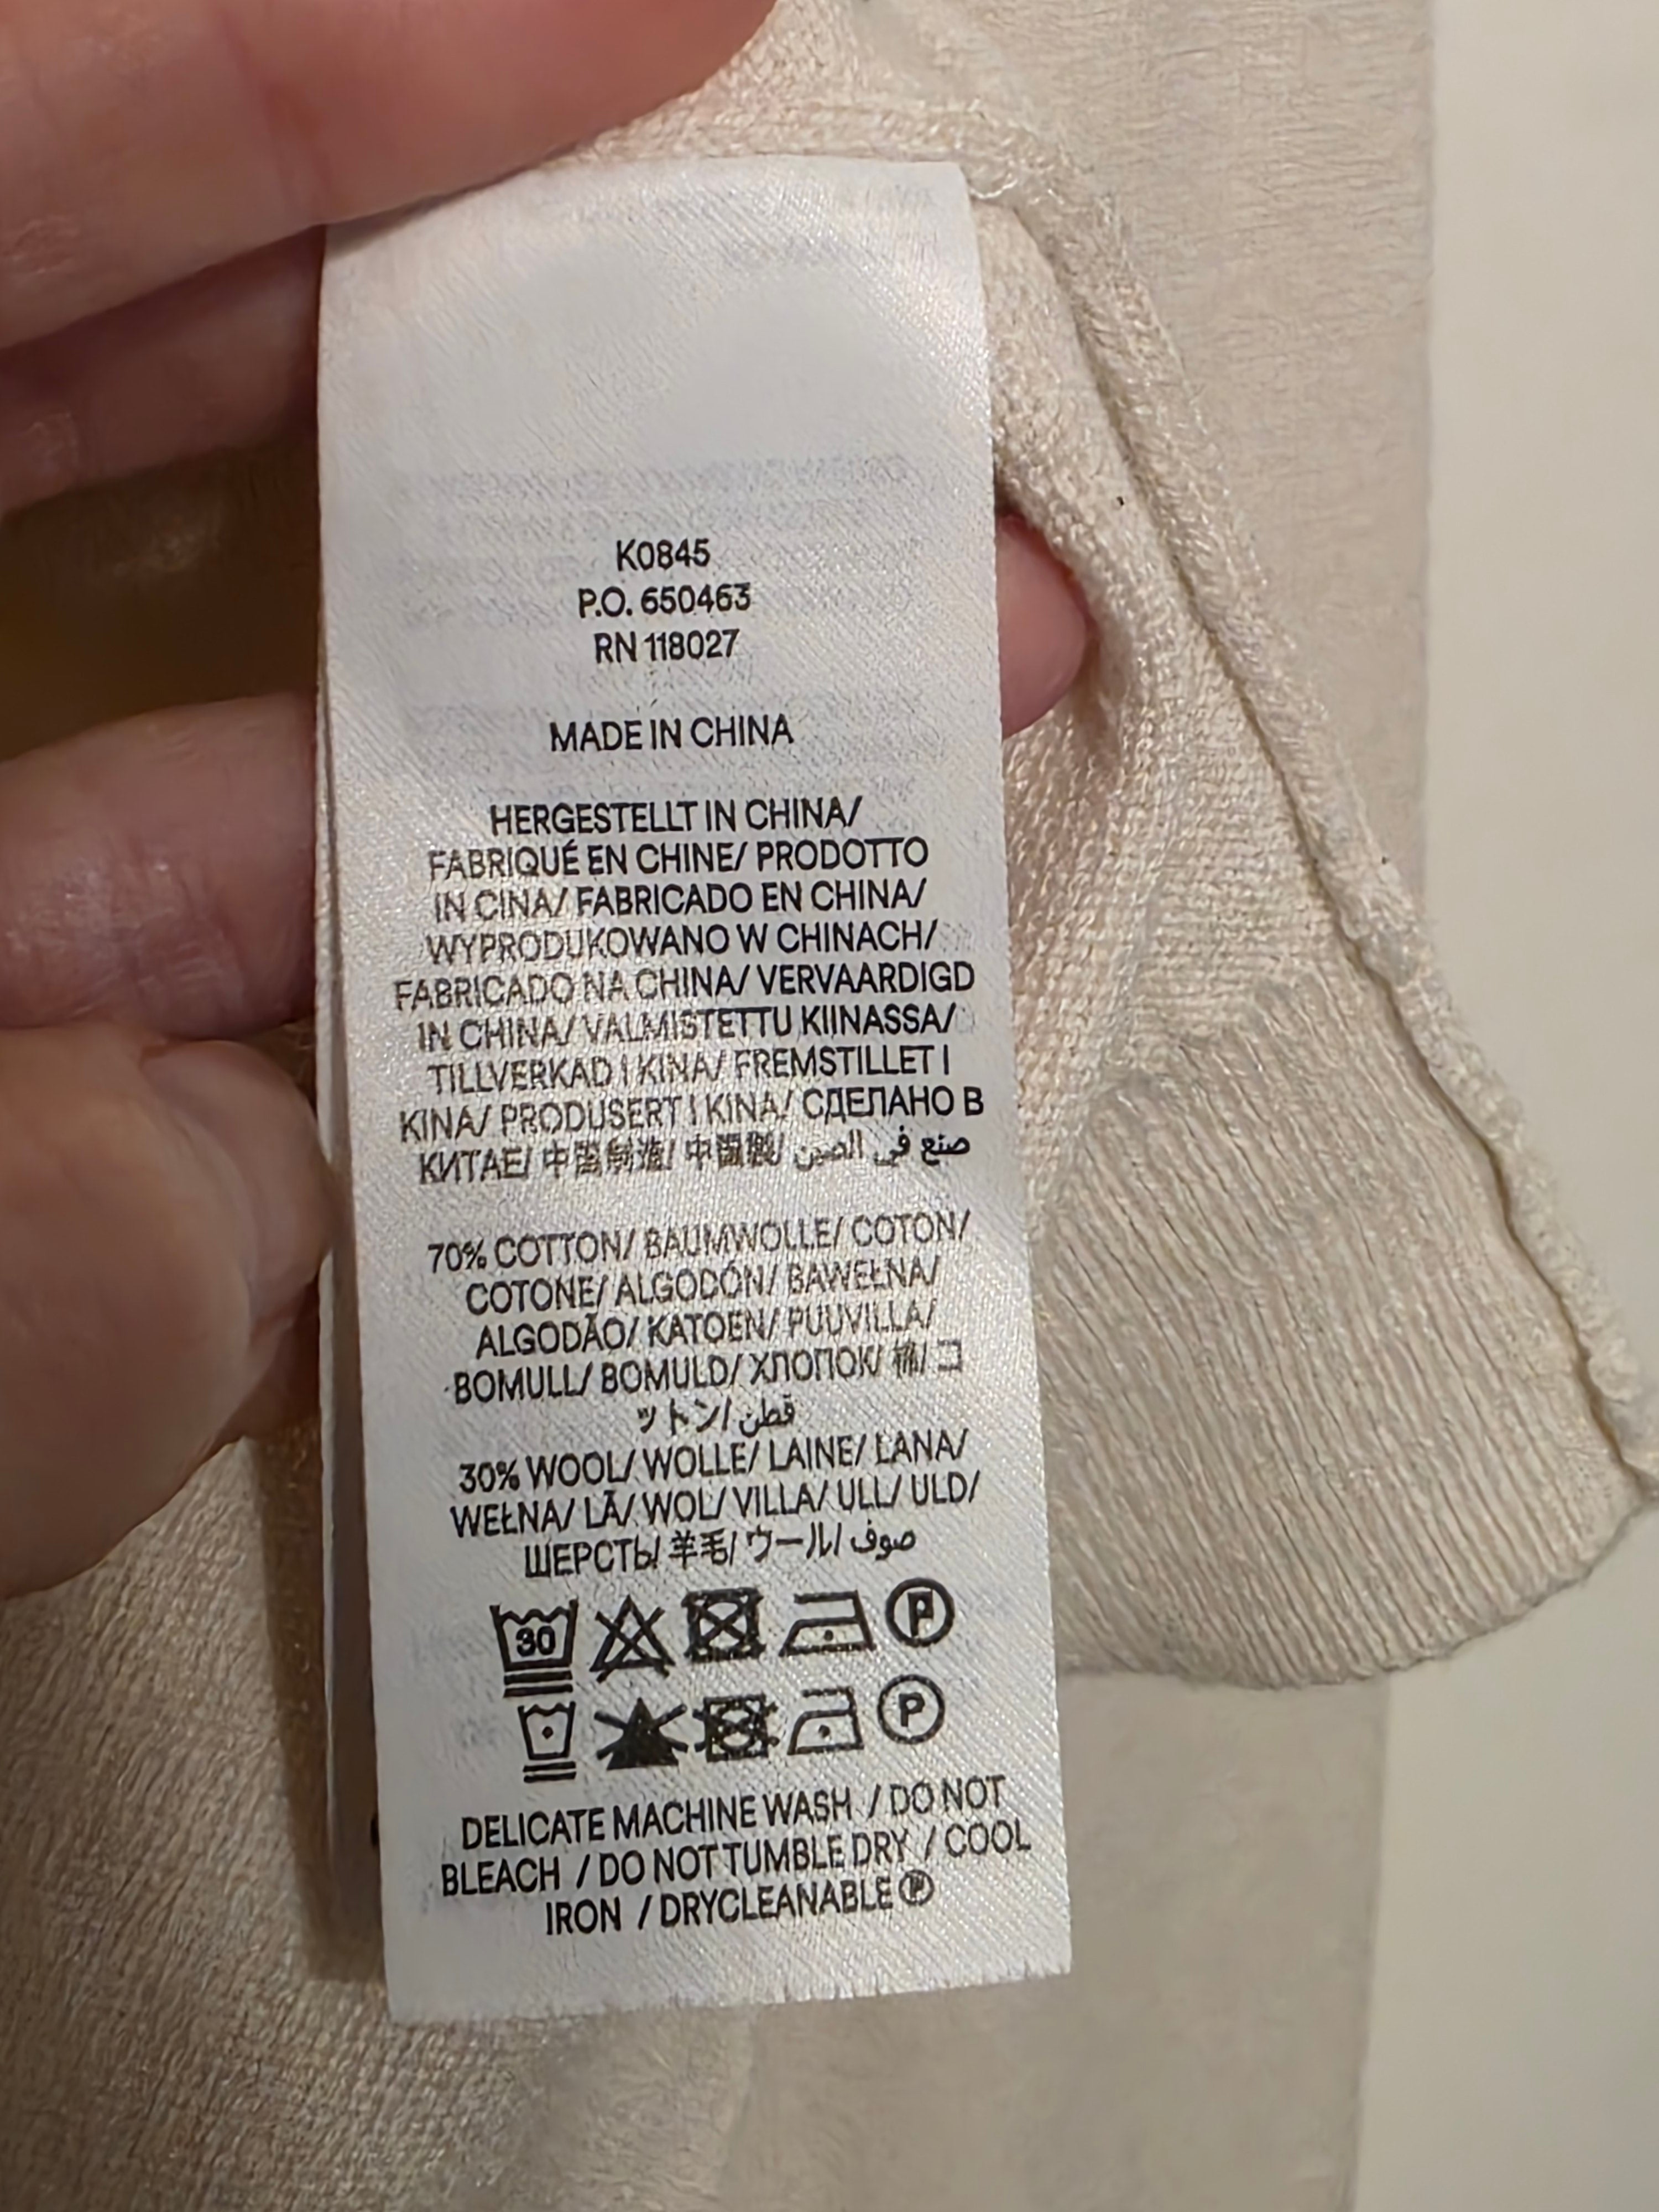 K0845
P.O. 650463
RN 118027
MADE IN CHINA
HERGESTELLT IN CHINA/
FABRIQUÉ EN CHINE/ PRODOTTO
IN CINA/ FABRICADO EN CHINA/
WYPRODUKOWANO W CHINACH/
FABRICADO NA CHINA/ VERVAARDIGD
IN CHINA/ VALMISTETTU KIINASSA/
TILLVERKAD I KINA/ FREMSTILLET I
KINA/ PRODUSERT I KINA/ СДЕЛАНО В
КИТАЕ/ 中国制造/ 中国製/ صنع في الصين
70% COTTON/ BAUMWOLLE/ COTON/
COTONE/ ALGODÓN/ BAWEŁNA/
ALGODÃO/ KATOEN/ PUUVILLA/
BOMULL/ BOMULD/ ХЛОПОК/ 棉/ コ
ットン/ قطن
30% WOOL/ WOLLE/ LAINE/ LANA/
WEŁNA/ LÃ/ WOL/ VILLA/ ULL/ ULD/
ШЕРСТЬ/ 羊毛/ ウール/ صوف
30 P
P
DELICATE MACHINE WASH / DO NOT
BLEACH / DO NOT TUMBLE DRY / COOL
IRON / DRYCLEANABLE Ⓟ